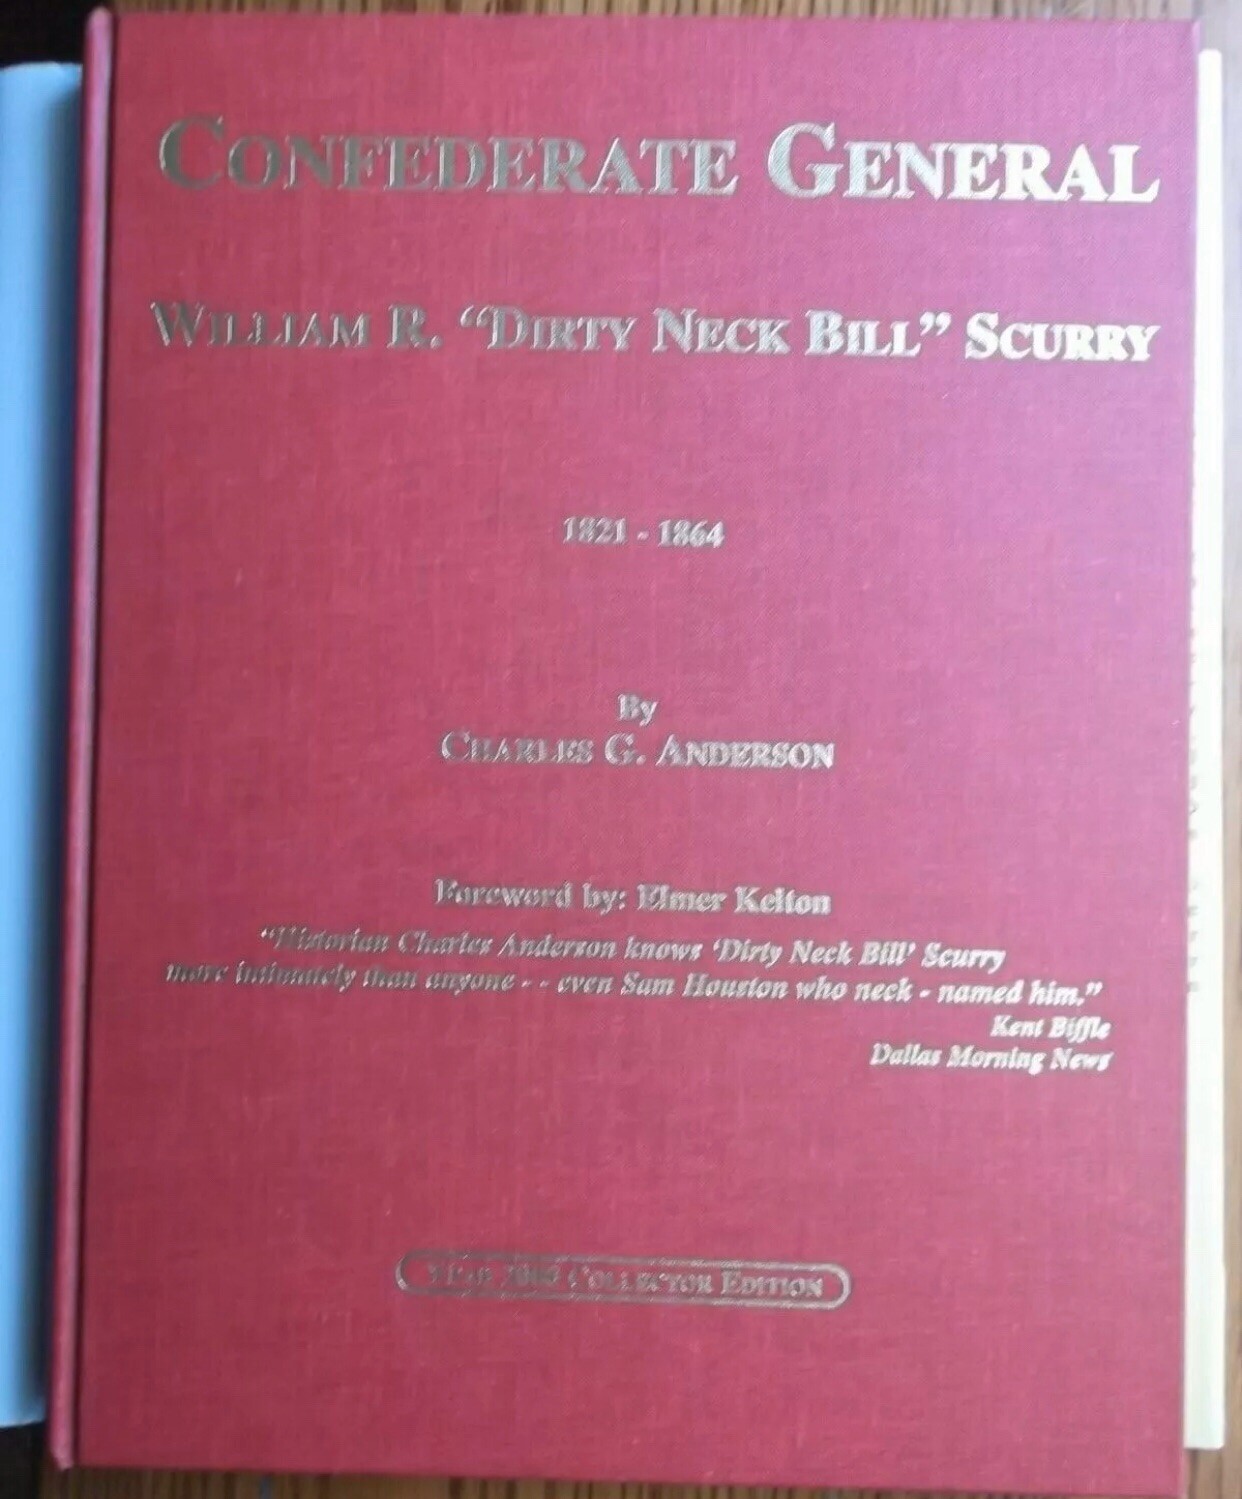 CONFEDERATE GENERAL
WILLIAM R. “DIRTY NECK BILL” SCURRY
1821 - 1864
By
CHARLES G. ANDERSON
Foreword by: Elmer Kelton
“Historian Charles Anderson knows ‘Dirty Neck Bill’ Scurry
more intimately than anyone - - even Sam Houston who neck - named him.”
Kent Biffle
Dallas Morning News
YEAR 2000 COLLECTOR EDITION